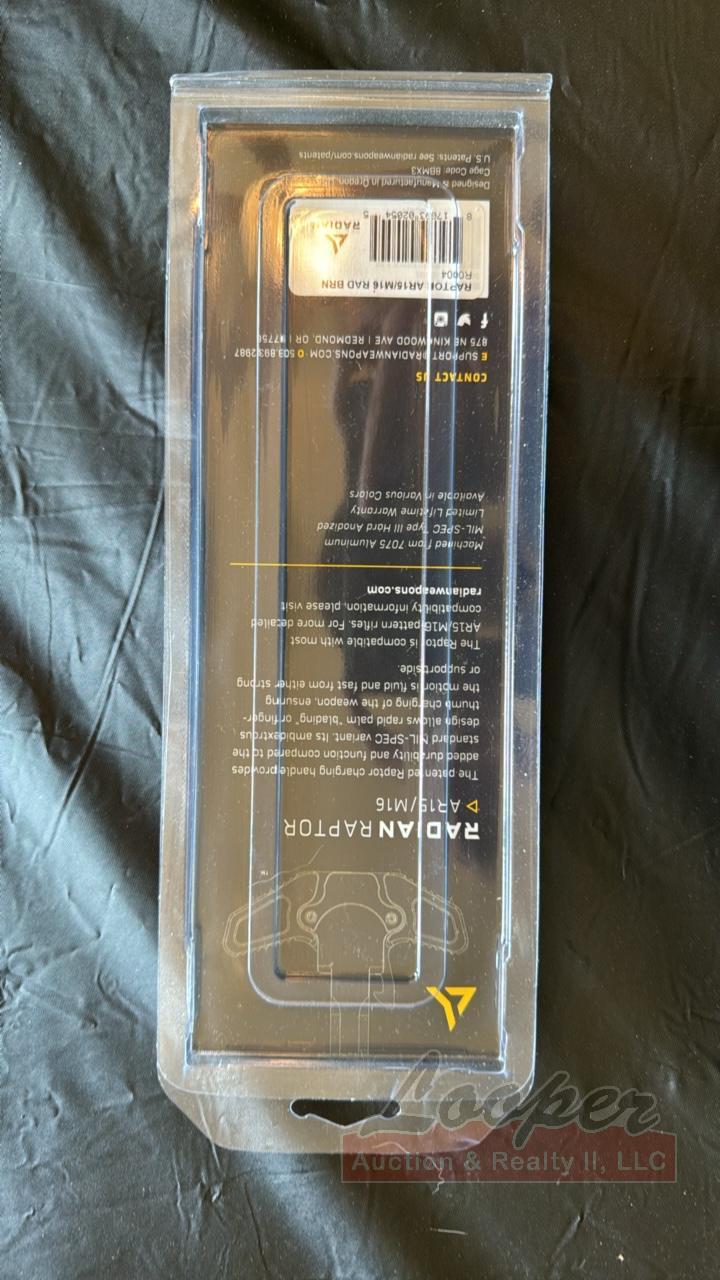 RADIAN RAPTOR
AR15/M16
The patented Raptor charging handle provides
added durability and function compared to the
standard MIL-SPEC variant. Its ambidextrous
design allows rapid palm "blading" or finger-
thumb charging of the weapon, ensuring
the motion is fluid and fast from either strong
or support side.
The Raptor is compatible with most
AR15/M16 pattern rifles. For more detailed
compatibility information, please visit
radianweapons.com
Machined from 7075 Aluminum
MIL-SPEC Type III Hard Anodized
Limited Lifetime Warranty
Available in Various Colors
CONTACT US
E SUPPORT@RADIANWEAPONS.COM O 503.893.2987
875 NE KINGWOOD AVE | REDMOND, OR | 97756
RAPTOR AR15/M16 RAD BRN
R0004
RADIAN
8 17093 02054 5
Designed & Manufactured in Oregon,
Cage Code: 8BMX3
U.S. Patents: See radianweapons.com/patents
Looper
Auction & Realty II, LLC